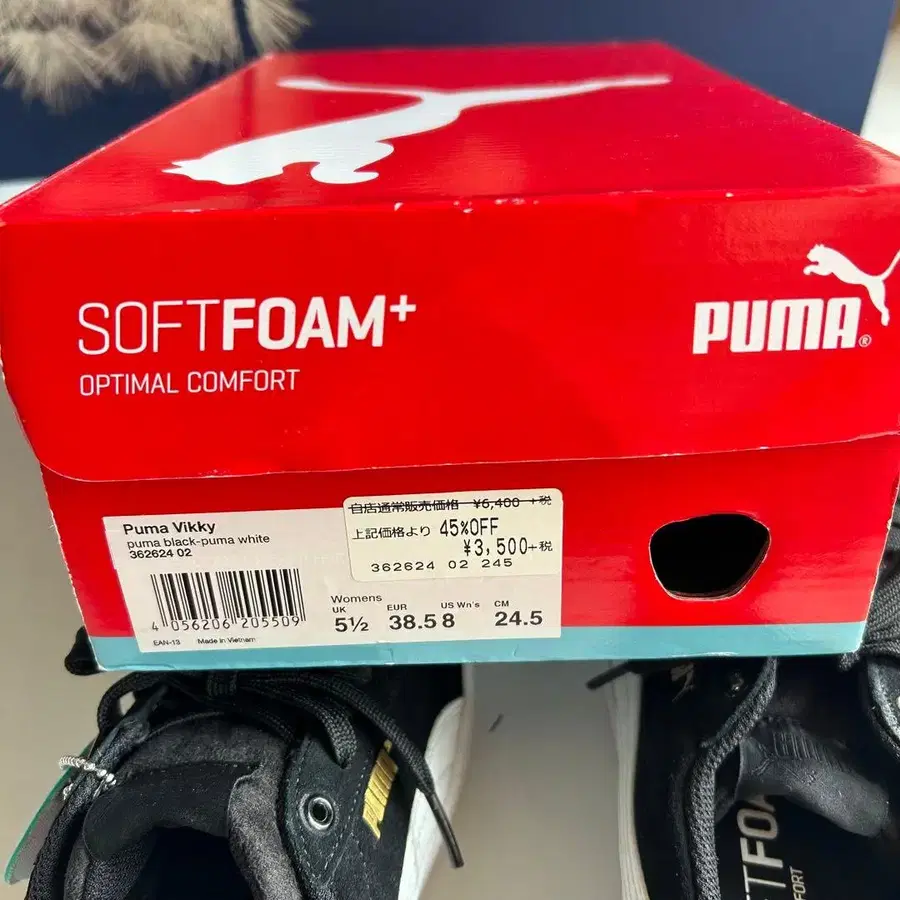 SOFTFOAM+
OPTIMAL COMFORT
PUMA®
Puma Vikky
puma black-puma white
362624 02
4 056206 205509
EAN-13 Made in Vietnam
自店通常販売価格 ¥6,400 +税
上記価格より 45%OFF
¥3,500+税
362624 02 245
Womens
UK EUR US Wn's CM
5½ 38.5 8 24.5
PUMA
FOA
FORT